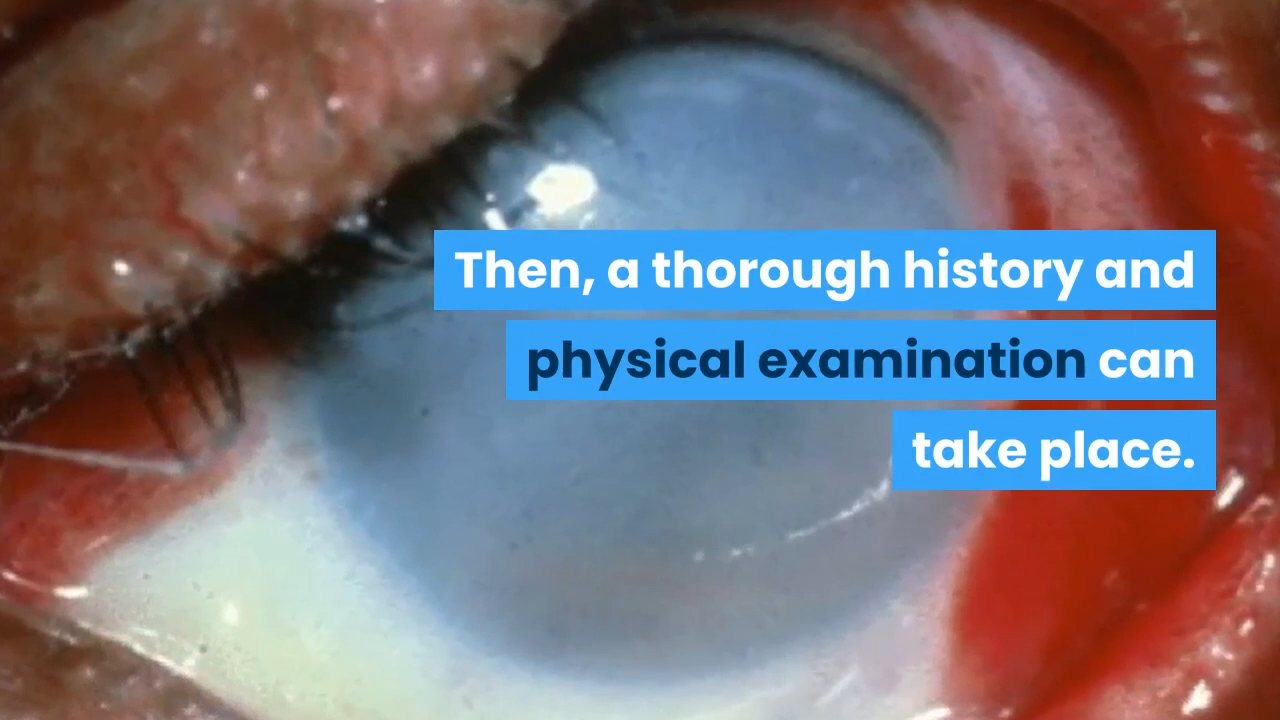 Then, a thorough history and
physical examination can
take place.